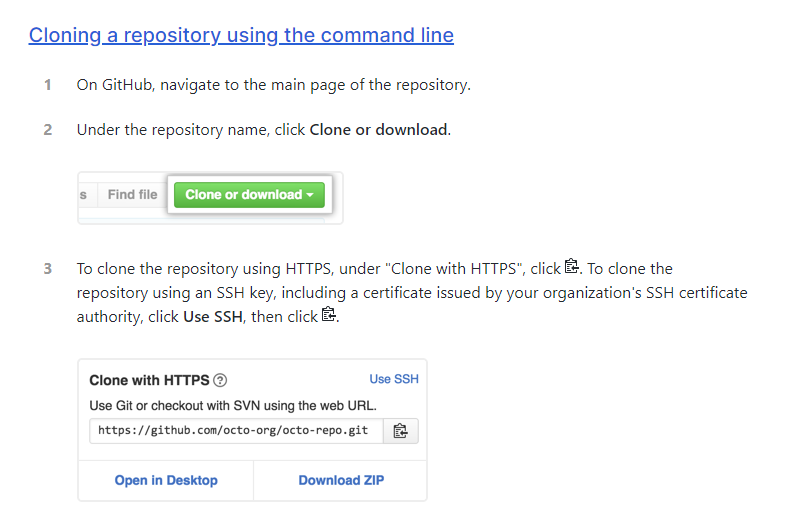 Cloning a repository using the command line
1 On GitHub, navigate to the main page of the repository.
2 Under the repository name, click Clone or download.
s Find file Clone or download
3 To clone the repository using HTTPS, under "Clone with HTTPS", click . To clone the
repository using an SSH key, including a certificate issued by your organization's SSH certificate
authority, click Use SSH, then click .
Clone with HTTPS ? Use SSH
Use Git or checkout with SVN using the web URL.
https://github.com/octo-org/octo-repo.git
Open in Desktop Download ZIP